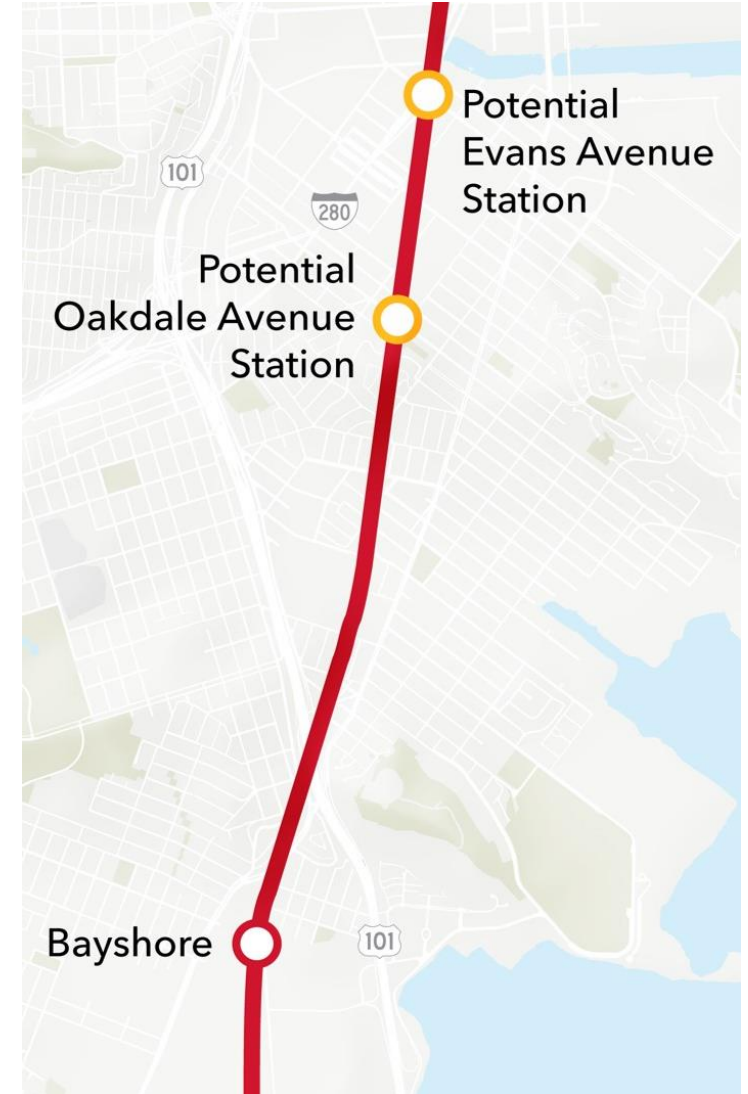 Potential
Evans Avenue
Station
101
280
Potential
Oakdale Avenue
Station
Bayshore
101